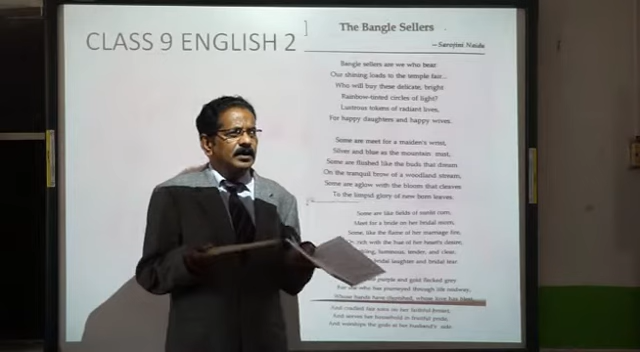 CLASS 9 ENGLISH 2
The Bangle Sellers
—Sarojini Naidu
Bangle sellers are we who bear
Our shining loads to the temple fair...
Who will buy these delicate, bright
Rainbow-tinted circles of light?
Lustrous tokens of radiant lives,
For happy daughters and happy wives.
Some are meet for a maiden's wrist,
Silver and blue as the mountain mist,
Some are flushed like the buds that dream
On the tranquil brow of a woodland stream,
Some are aglow with the bloom that cleaves
To the limpid glory of new born leaves.
Some are like fields of sunlit corn,
Meet for a bride on her bridal morn,
Some, like the flame of her marriage fire,
rich with the hue of her heart's desire,
luminous, tender, and clear,
bridal laughter and bridal tear.
purple and gold flecked grey
who has journeyed through life midway,
Whose hands have cherished, whose love has blest,
And cradled fair sons on her faithful breast,
And serves her household in fruitful pride,
And worships the gods at her husband's side.